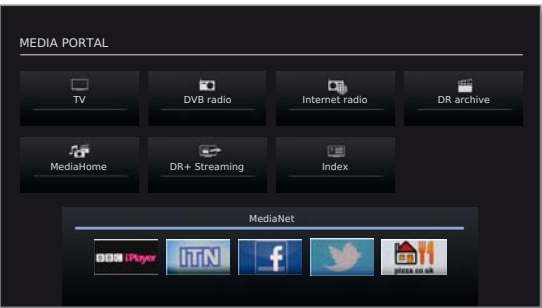 MEDIA PORTAL
TV
DVB radio
Internet radio
DR archive
MediaHome
DR+ Streaming
Index
MediaNet
BBC iPlayer
ITN
f
pizza.co.uk